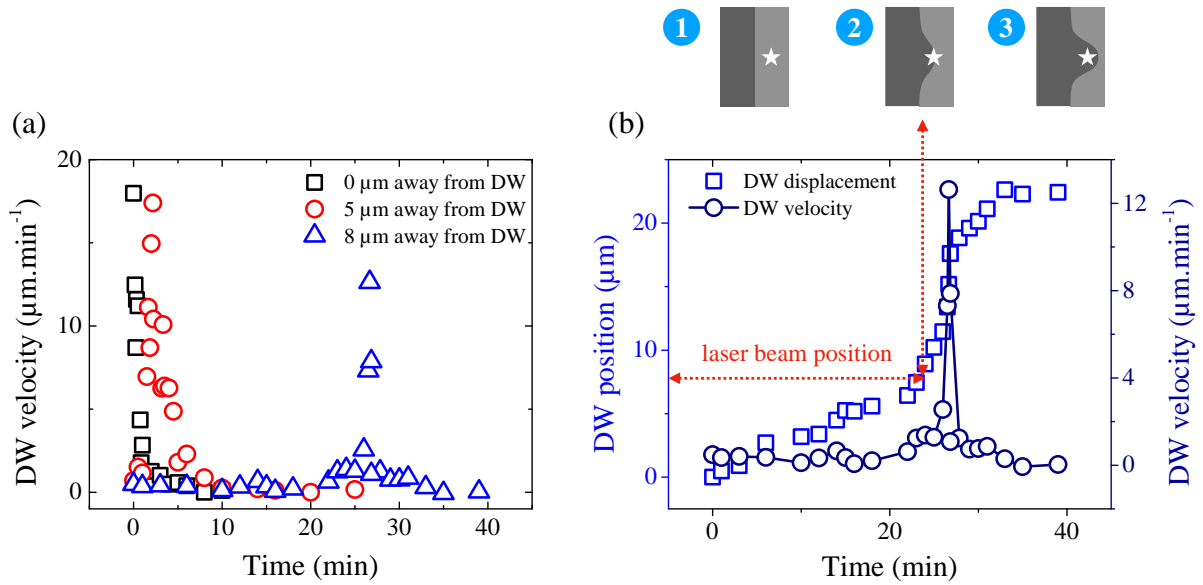 1
2
3
(a)
(b)
20
10
0
DW velocity (µm.min⁻¹)
0 µm away from DW
5 µm away from DW
8 µm away from DW
0 10 20 30 40
Time (min)
20
10
0
DW position (µm)
DW displacement
DW velocity
laser beam position
12
8
4
0
DW velocity (µm.min⁻¹)
0 20 40
Time (min)